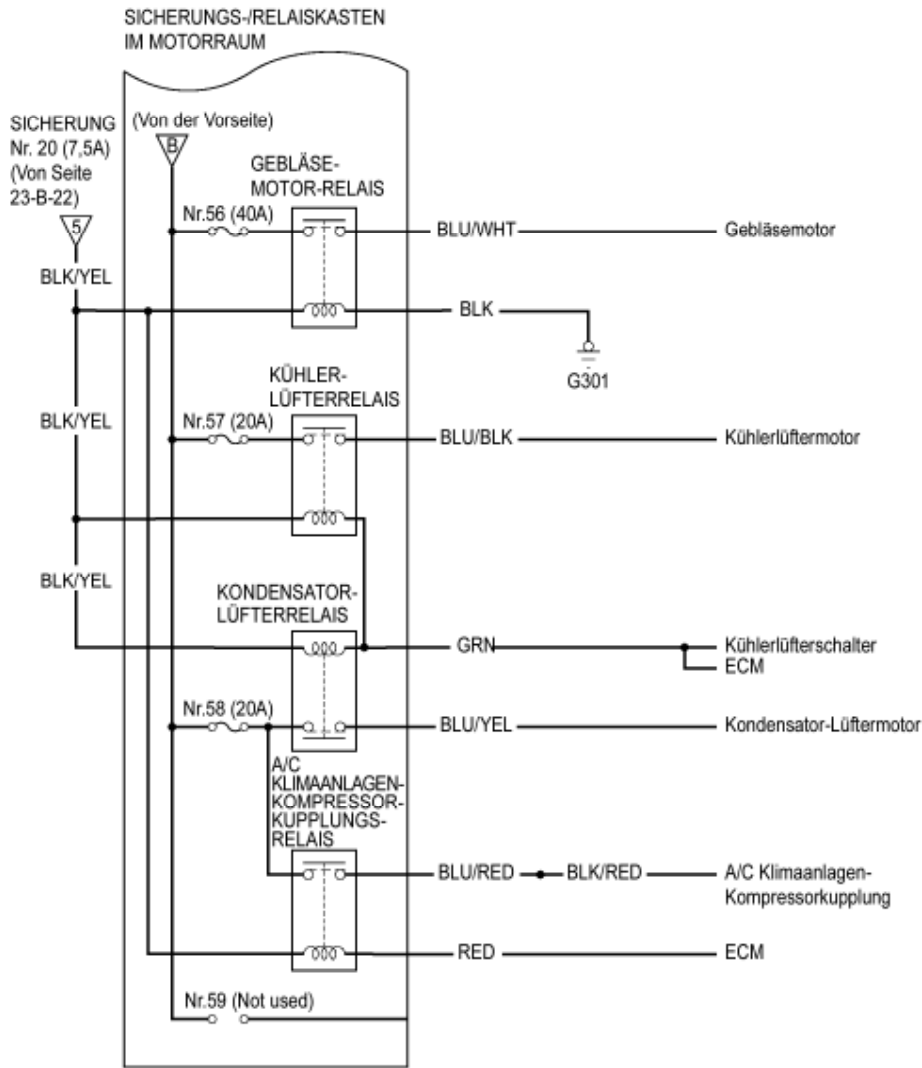 SICHERUNGS-/RELAISKASTEN
IM MOTORRAUM
SICHERUNG
Nr. 20 (7,5A)
(Von Seite
23-B-22)
5
(Von der Vorseite)
B
GEBLÄSE-
MOTOR-RELAIS
Nr.56 (40A)
BLU/WHT
Gebläsemotor
BLK/YEL
BLK
G301
KÜHLER-
LÜFTERRELAIS
BLK/YEL
Nr.57 (20A)
BLU/BLK
Kühlerlüftermotor
BLK/YEL
KONDENSATOR-
LÜFTERRELAIS
GRN
Kühlerlüfterschalter
ECM
Nr.58 (20A)
BLU/YEL
Kondensator-Lüftermotor
A/C
KLIMAANLAGEN-
KOMPRESSOR-
KUPPLUNGS-
RELAIS
BLU/RED
BLK/RED
A/C Klimaanlagen-
Kompressorkupplung
RED
ECM
Nr.59 (Not used)